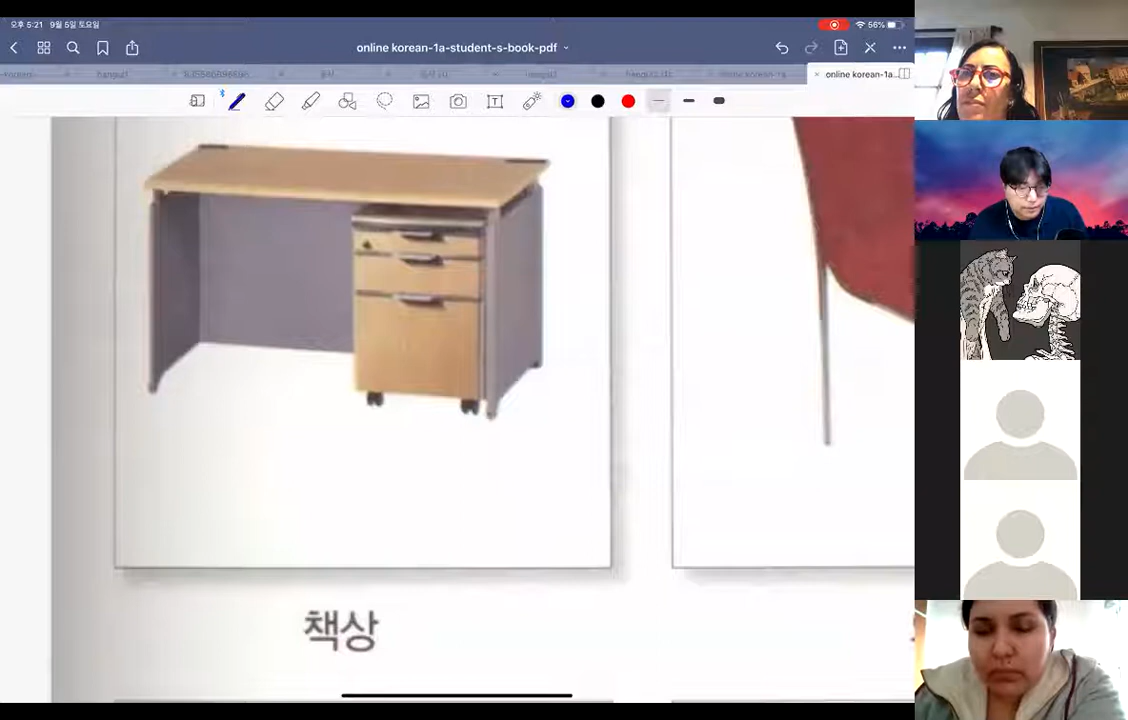 오후 5:21 9월 5일 토요일
56%
online korean-1a-student-s-book-pdf
hangul1
online korean-1a...
책상